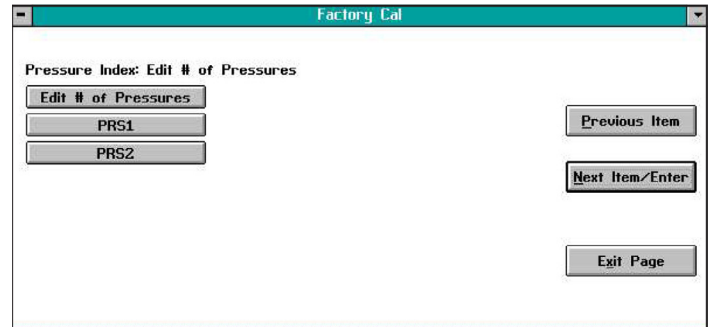 Factory Cal
Pressure Index: Edit # of Pressures
Edit # of Pressures
PRS1
PRS2
Previous Item
Next Item/Enter
Exit Page